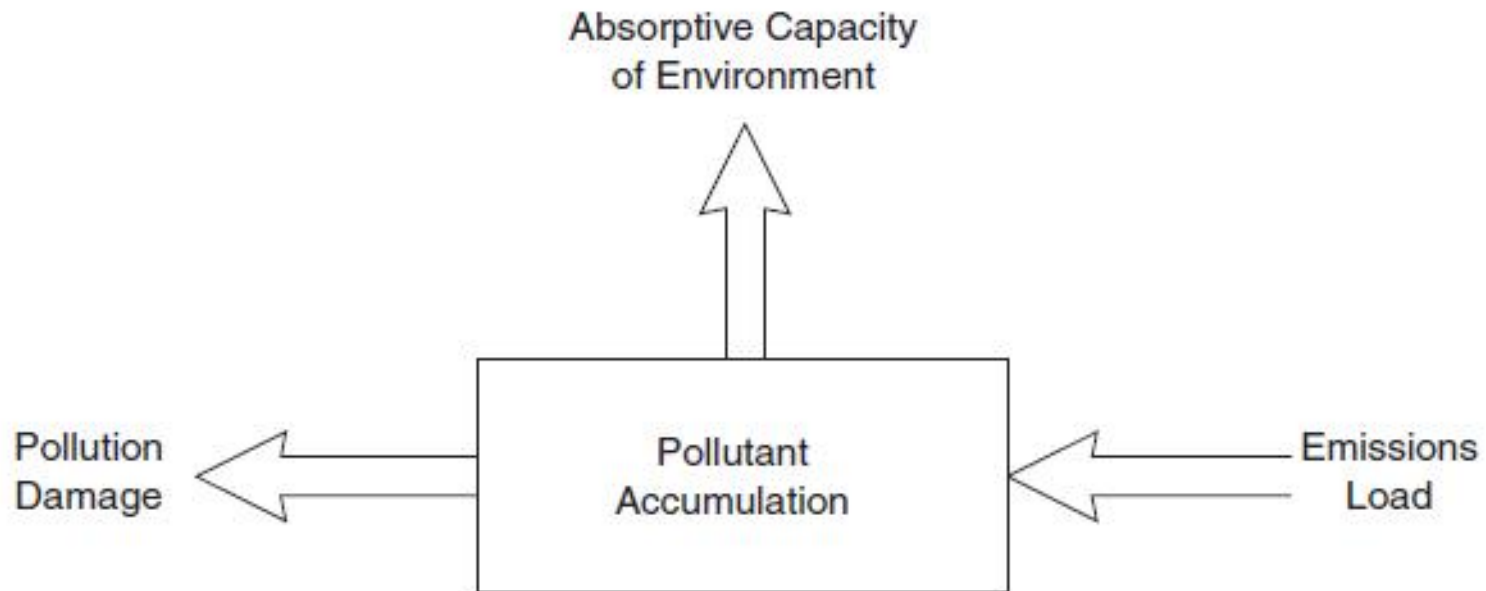 Absorptive Capacity
of Environment
Pollution
Damage
Pollutant
Accumulation
Emissions
Load